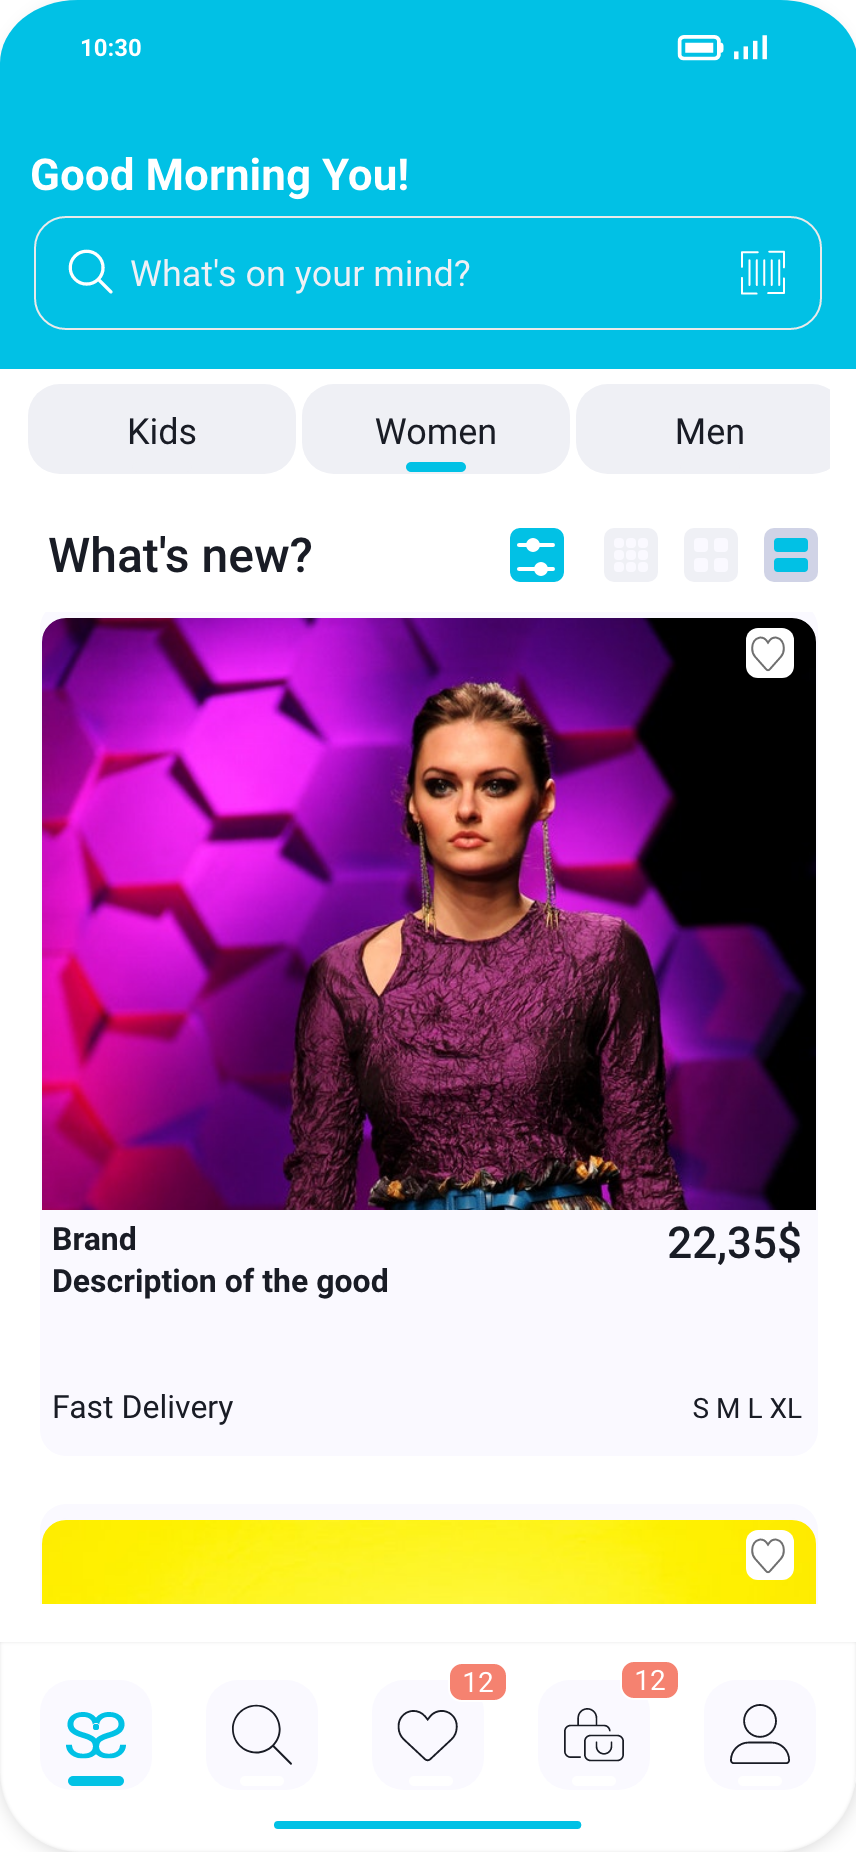 10:30
Good Morning You!
What's on your mind?
Kids
Women
Men
What's new?
Brand
22,35$
Description of the good
Fast Delivery
S M L XL
12
12